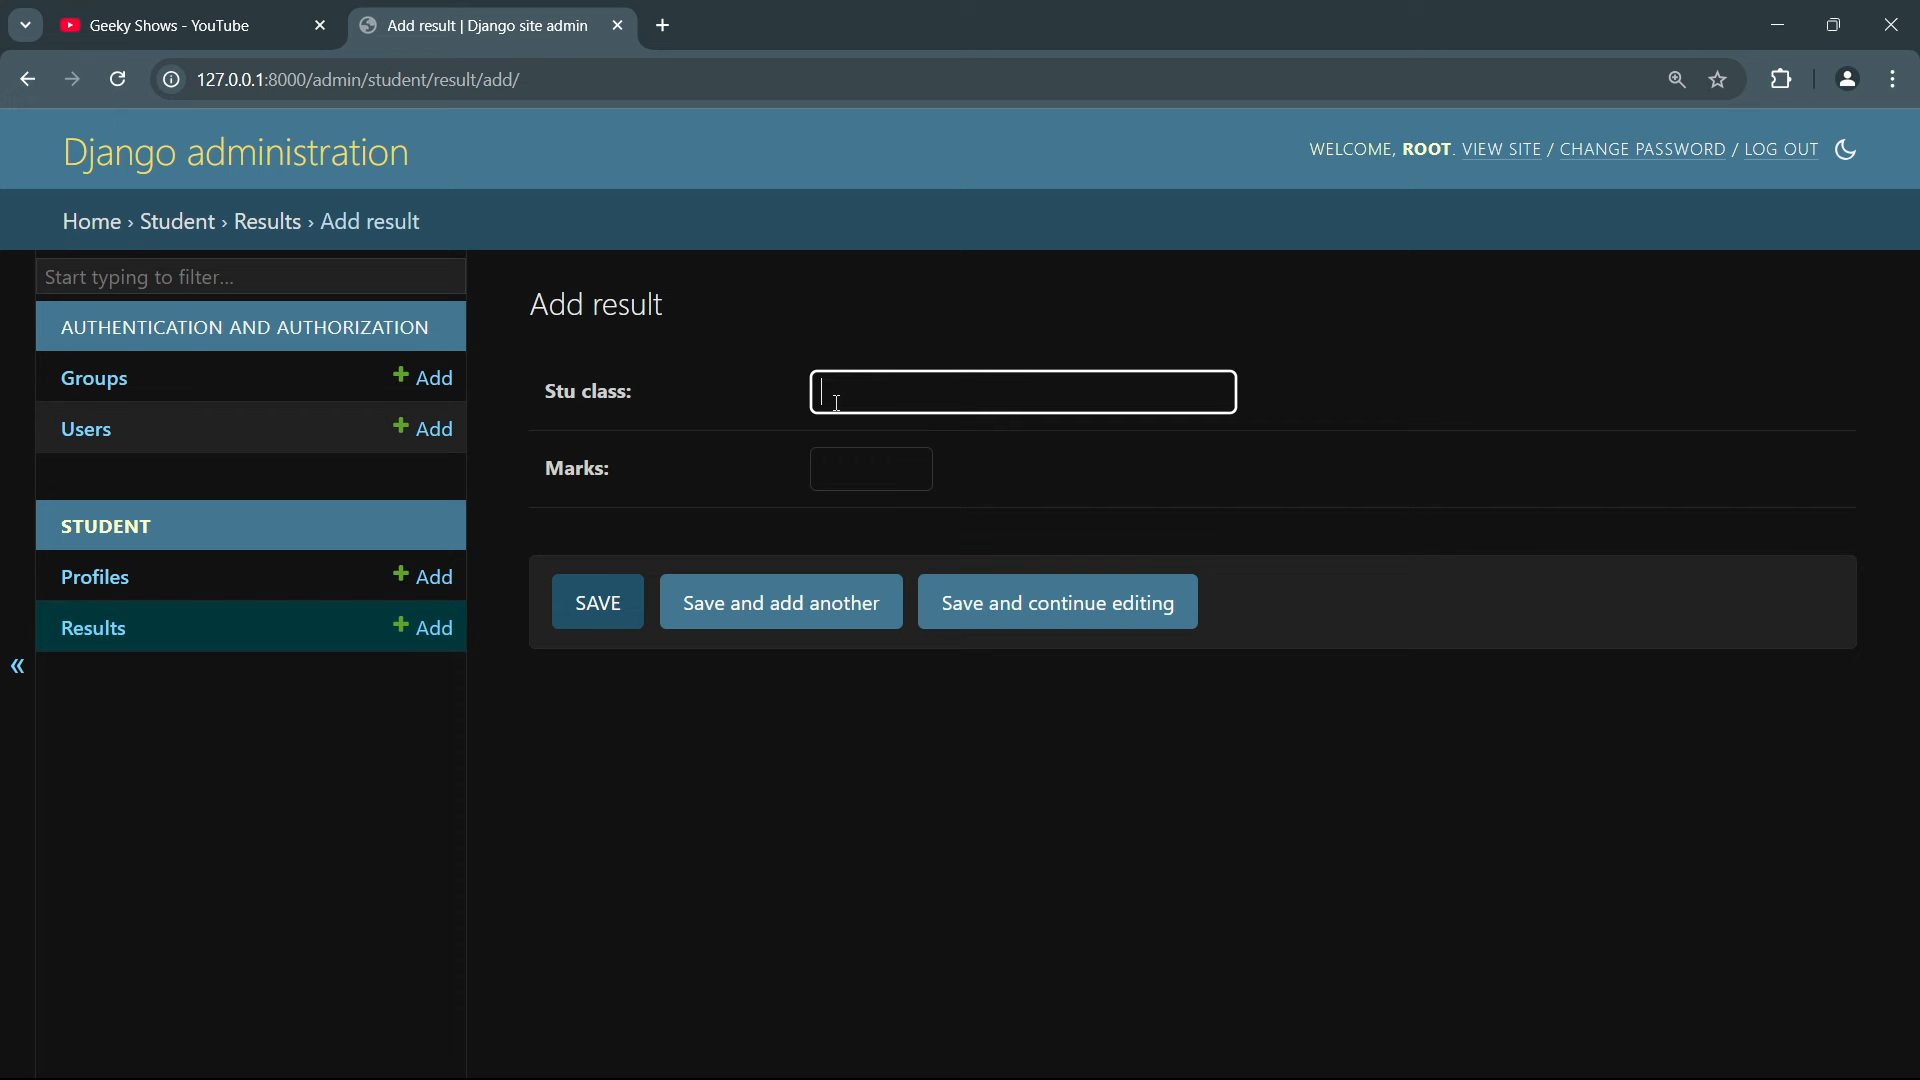 Geeky Shows - YouTube
Add result | Django site admin
127.0.0.1:8000/admin/student/result/add/
Django administration
WELCOME, ROOT. VIEW SITE / CHANGE PASSWORD / LOG OUT
Home › Student › Results › Add result
Start typing to filter...
AUTHENTICATION AND AUTHORIZATION
Groups + Add
Users + Add
STUDENT
Profiles + Add
Results + Add
«
Add result
Stu class:
Marks:
SAVE Save and add another Save and continue editing